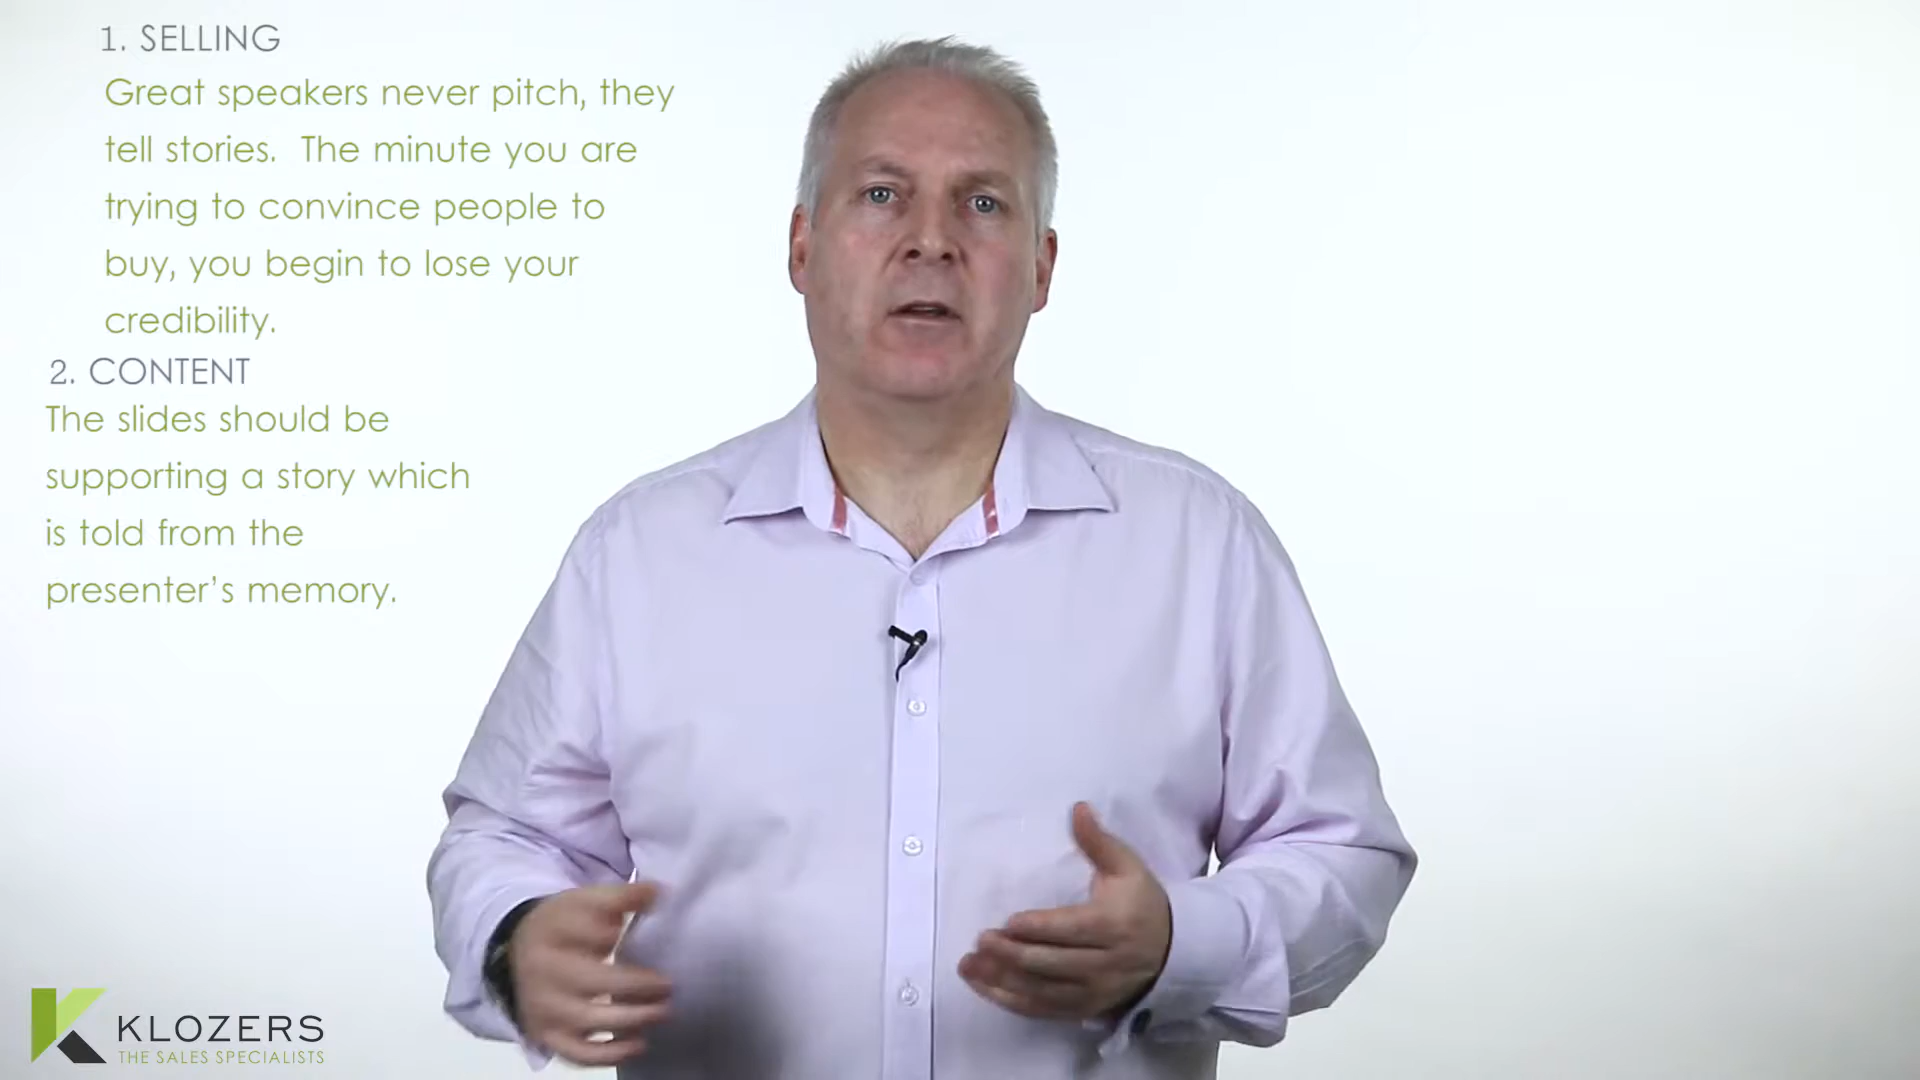 1. SELLING
Great speakers never pitch, they
tell stories.  The minute you are
trying to convince people to
buy, you begin to lose your
credibility.
2. CONTENT
The slides should be
supporting a story which
is told from the
presenter’s memory.
KLOZERS
THE SALES SPECIALISTS